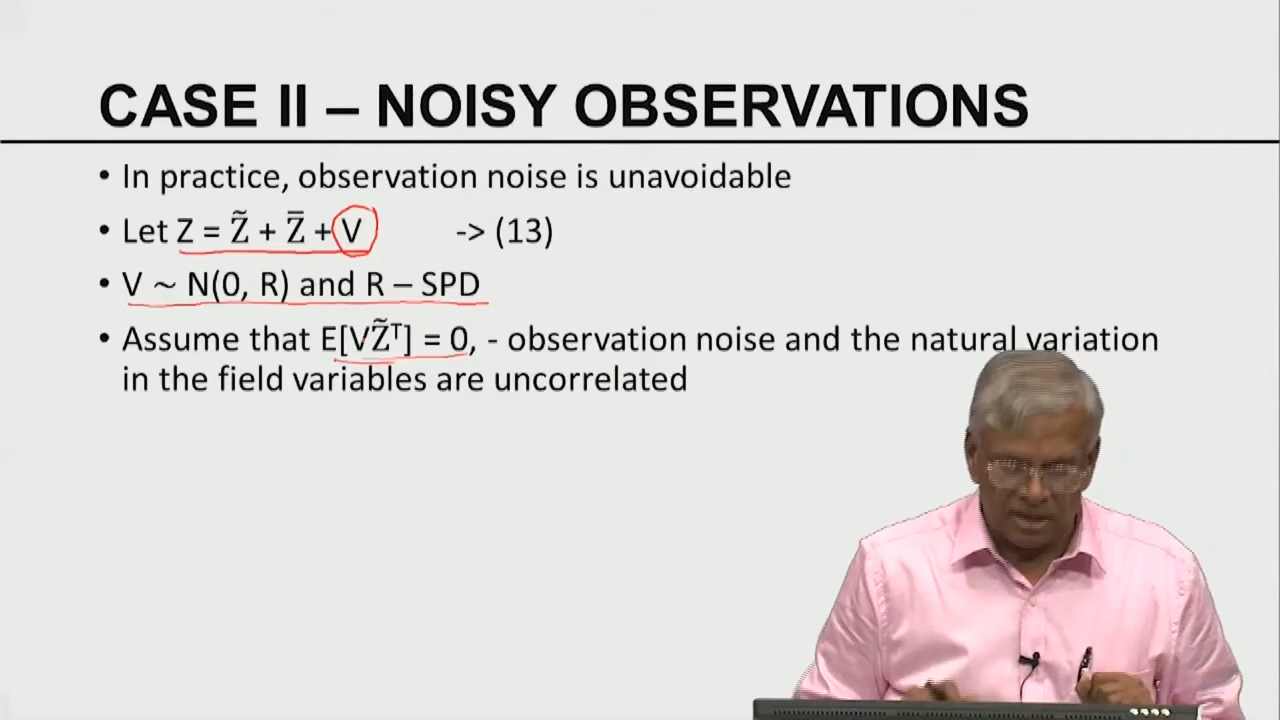 CASE II – NOISY OBSERVATIONS
• In practice, observation noise is unavoidable
• Let Z = Z̃ + Z̅ + V -> (13)
• V ~ N(0, R) and R – SPD
• Assume that E[VZ̃ᵀ] = 0, - observation noise and the natural variation
in the field variables are uncorrelated